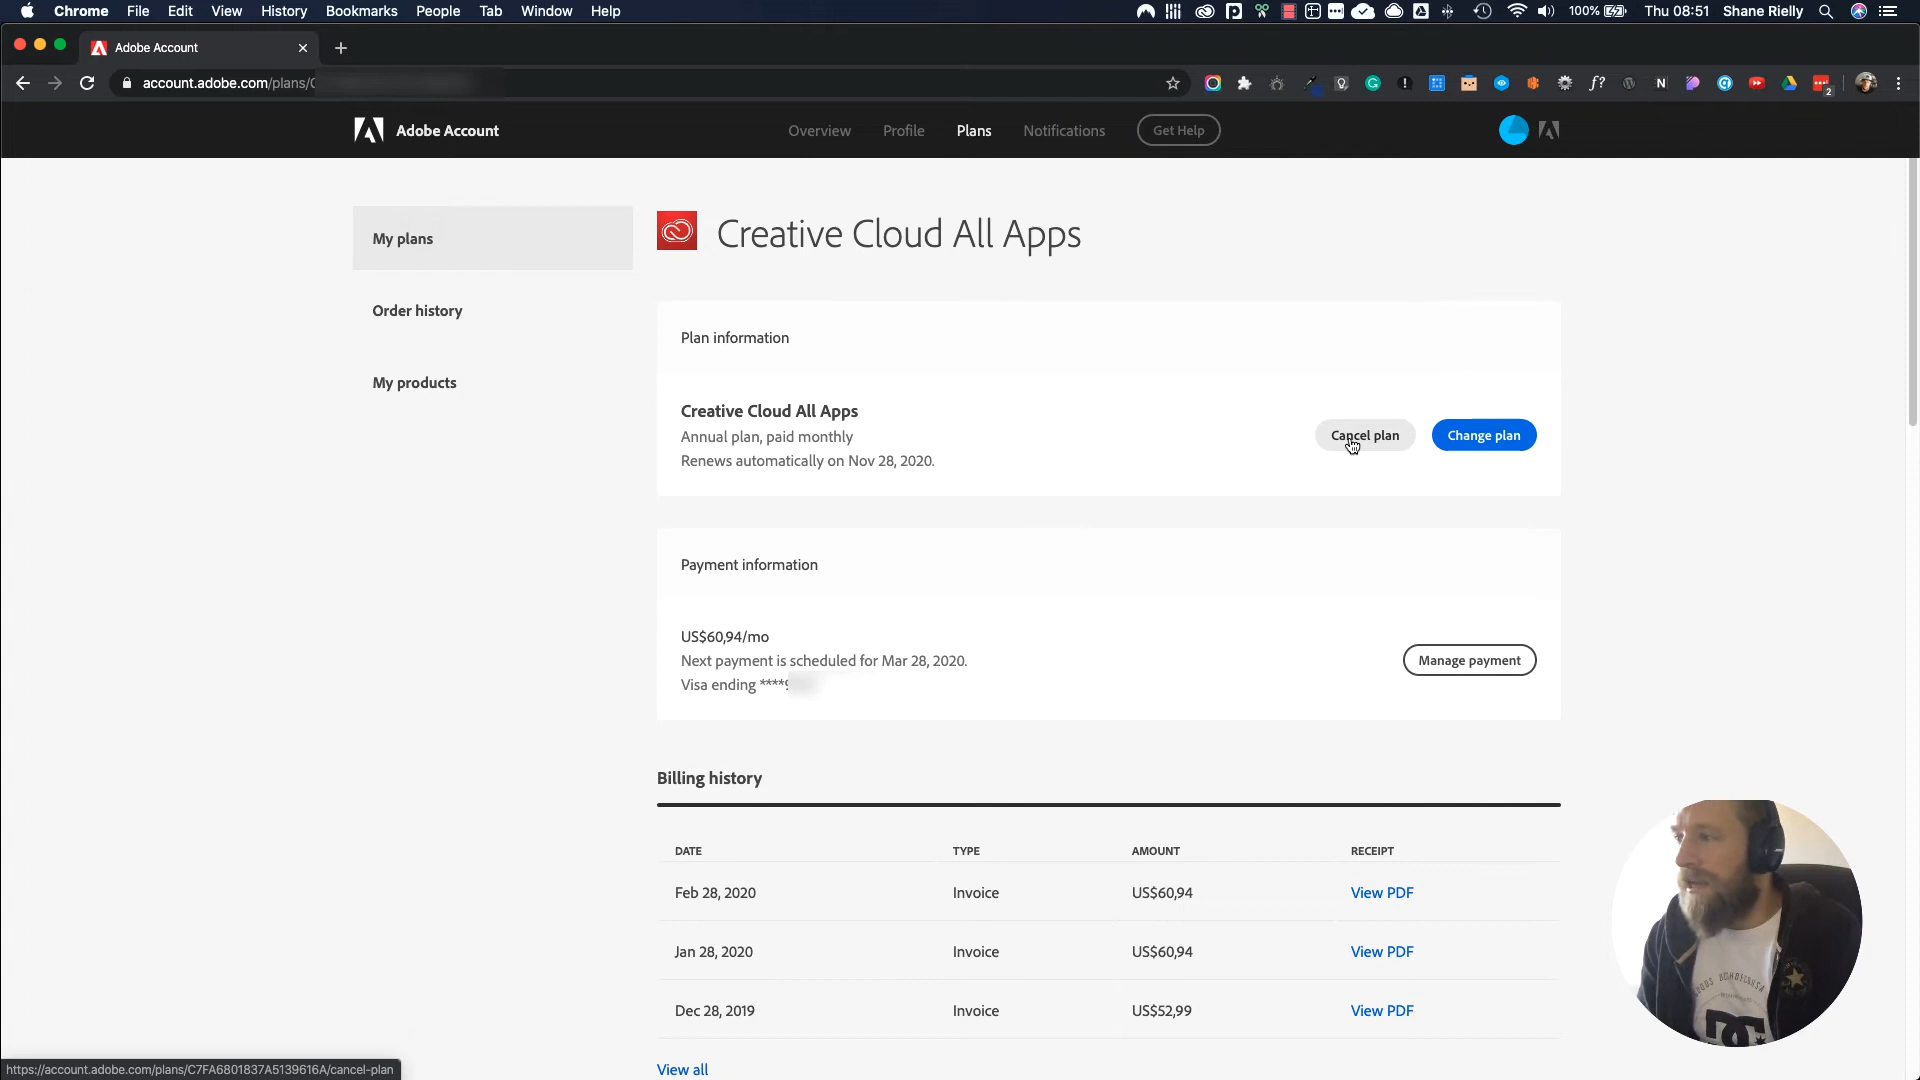 Chrome File Edit View History Bookmarks People Tab Window Help 100% Thu 08:51 Shane Rielly
Adobe Account
account.adobe.com/plans/
Adobe Account Overview Profile Plans Notifications Get Help
My plans
Order history
My products
Creative Cloud All Apps
Plan information
Creative Cloud All Apps
Annual plan, paid monthly
Renews automatically on Nov 28, 2020.
Cancel plan Change plan
Payment information
US$60,94/mo
Next payment is scheduled for Mar 28, 2020.
Visa ending ****9
Manage payment
Billing history
DATE TYPE AMOUNT RECEIPT
Feb 28, 2020 Invoice US$60,94 View PDF
Jan 28, 2020 Invoice US$60,94 View PDF
Dec 28, 2019 Invoice US$52,99 View PDF
View all
https://account.adobe.com/plans/C7FA6801837A5139616A/cancel-plan